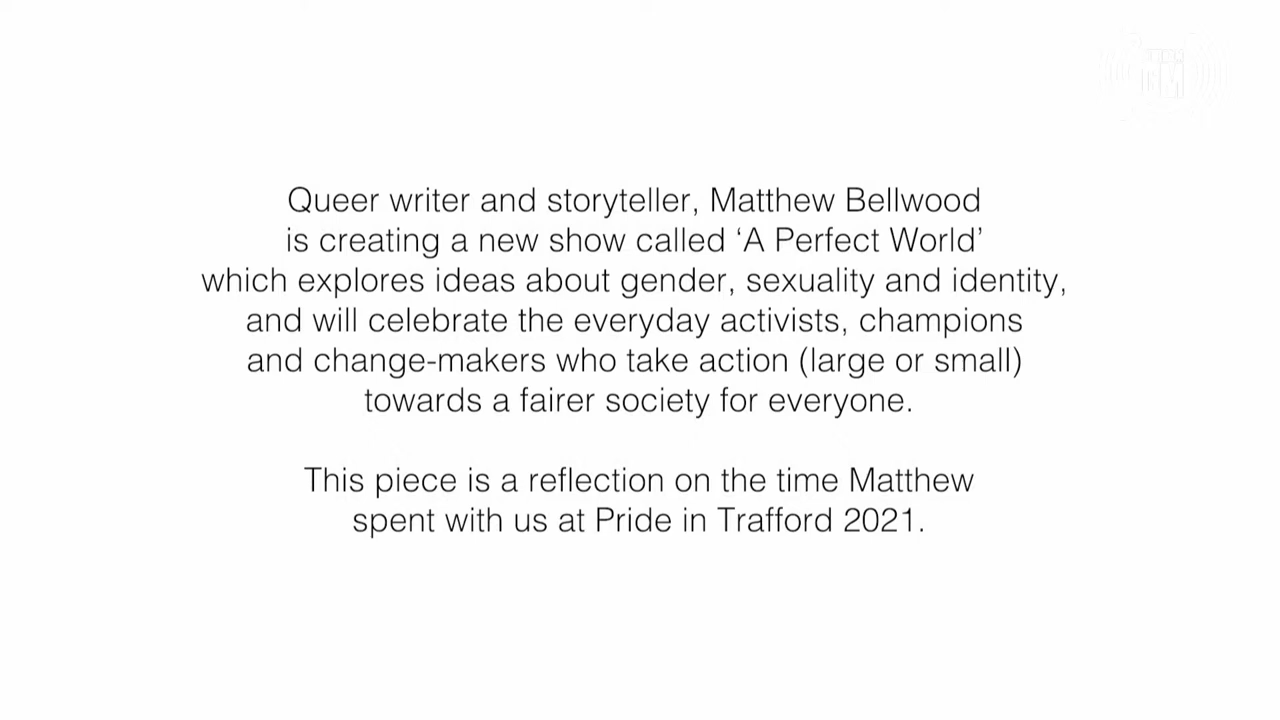 Queer writer and storyteller, Matthew Bellwood
is creating a new show called ‘A Perfect World’
which explores ideas about gender, sexuality and identity,
and will celebrate the everyday activists, champions
and change-makers who take action (large or small)
towards a fairer society for everyone.
This piece is a reflection on the time Matthew
spent with us at Pride in Trafford 2021.